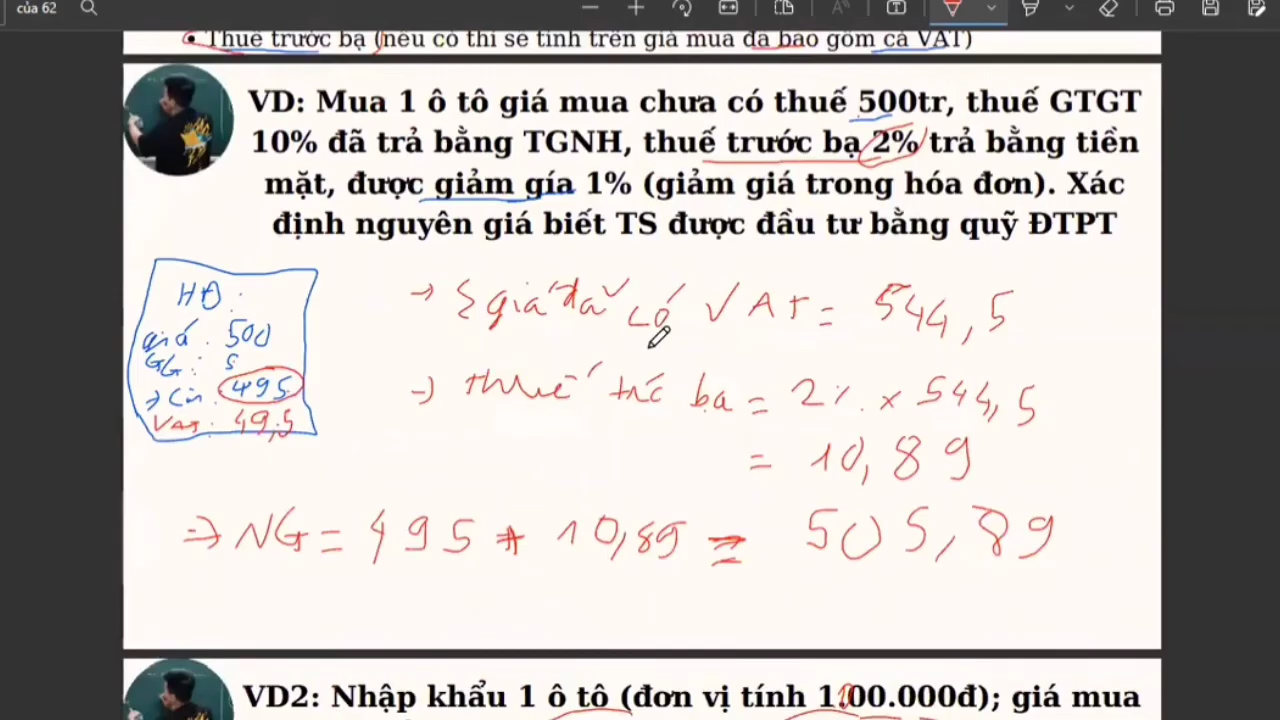 của 62
• Thuế trước bạ (nếu có thì sẽ tính trên giá mua đã bao gồm cả VAT)
VD: Mua 1 ô tô giá mua chưa có thuế 500tr, thuế GTGT
10% đã trả bằng TGNH, thuế trước bạ 2% trả bằng tiền
mặt, được giảm gía 1% (giảm giá trong hóa đơn). Xác
định nguyên giá biết TS được đầu tư bằng quỹ ĐTPT
HĐ:
giá: 500
GG: 5
⇒ Còn: 495
VAT: 49,5
→ Σ giá đã có VAT = 544,5
→ thuế trc bạ = 2% × 544,5
= 10,89
⇒ NG = 495 + 10,89 = 505,89
VD2: Nhập khẩu 1 ô tô (đơn vị tính 1.000.000đ); giá mua